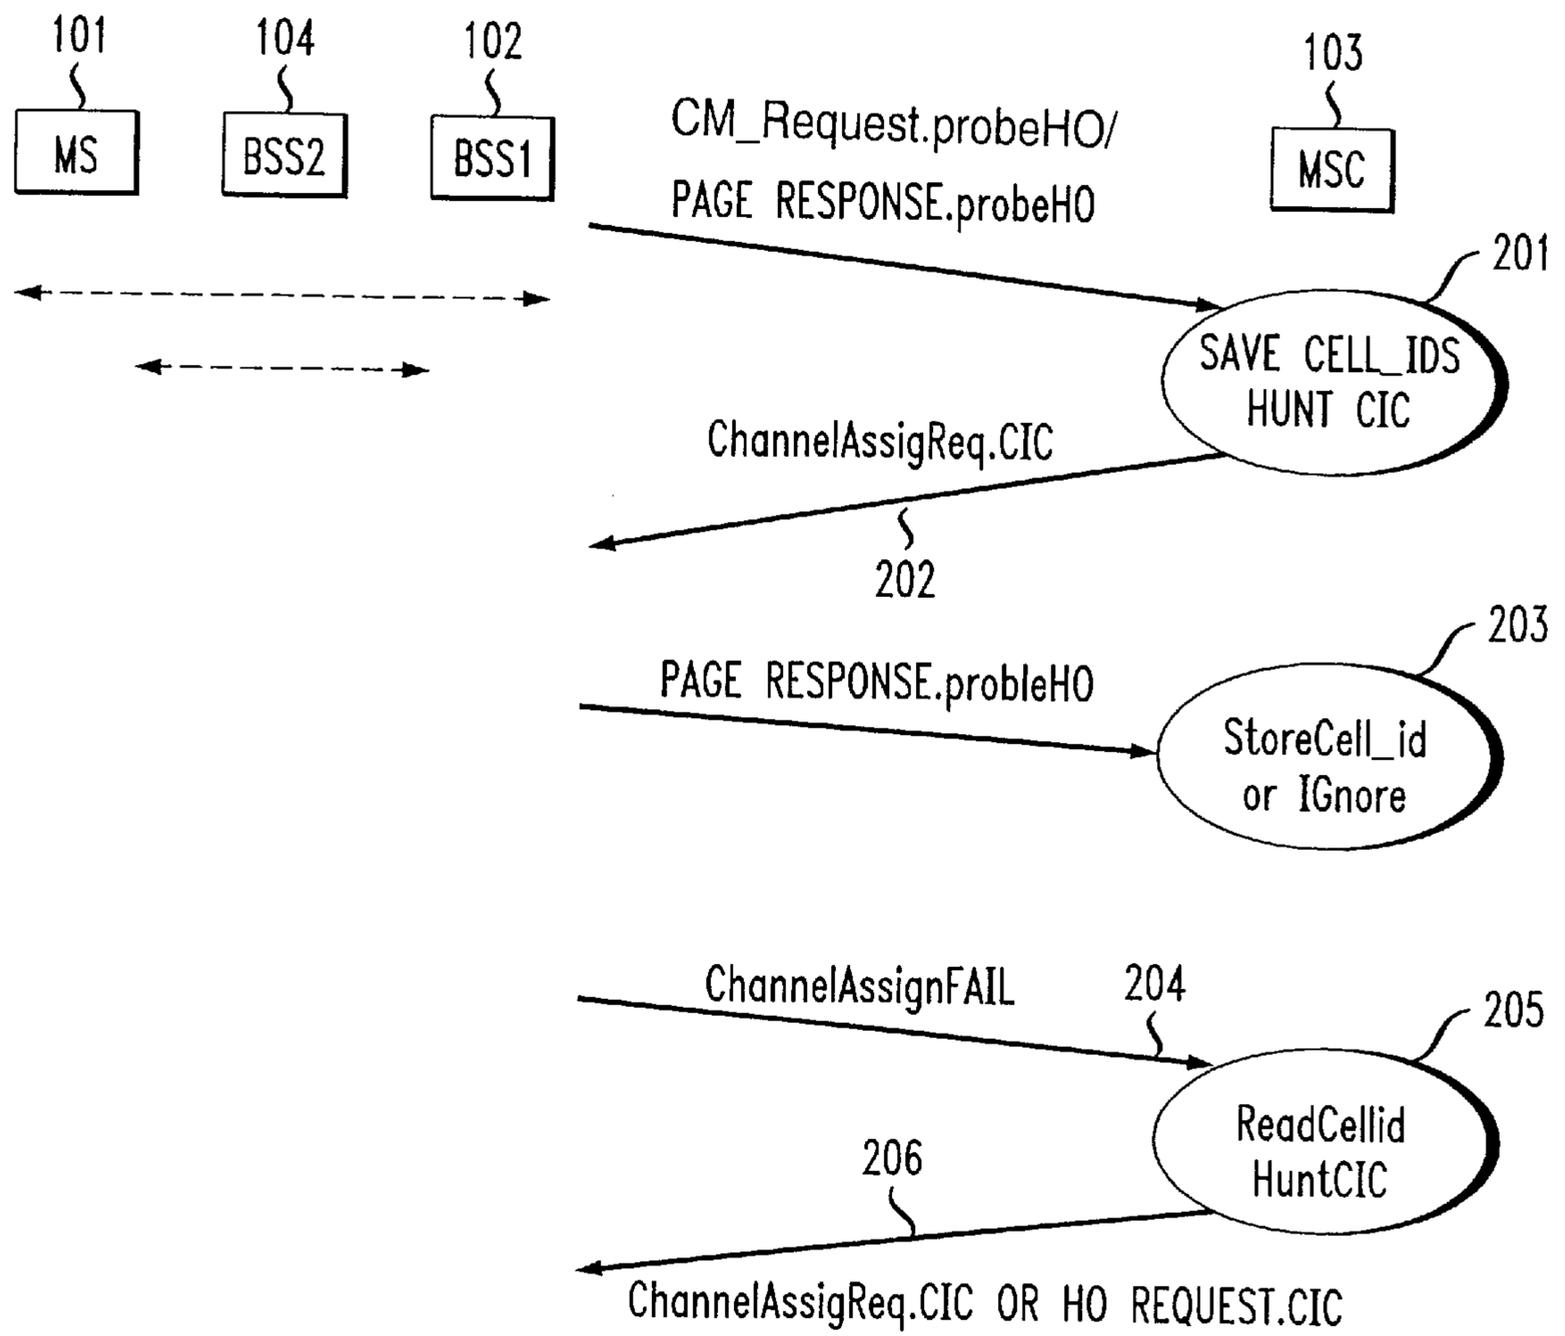 101
104
102
103
MS
BSS2
BSS1
MSC
CM_Request.probeHO/
PAGE RESPONSE.probeHO
201
SAVE CELL_IDS
HUNT CIC
ChannelAssigReq.CIC
202
203
PAGE RESPONSE.probleHO
StoreCell_id
or IGnore
ChannelAssignFAIL
204
205
ReadCellid
HuntCIC
206
ChannelAssigReq.CIC OR HO REQUEST.CIC